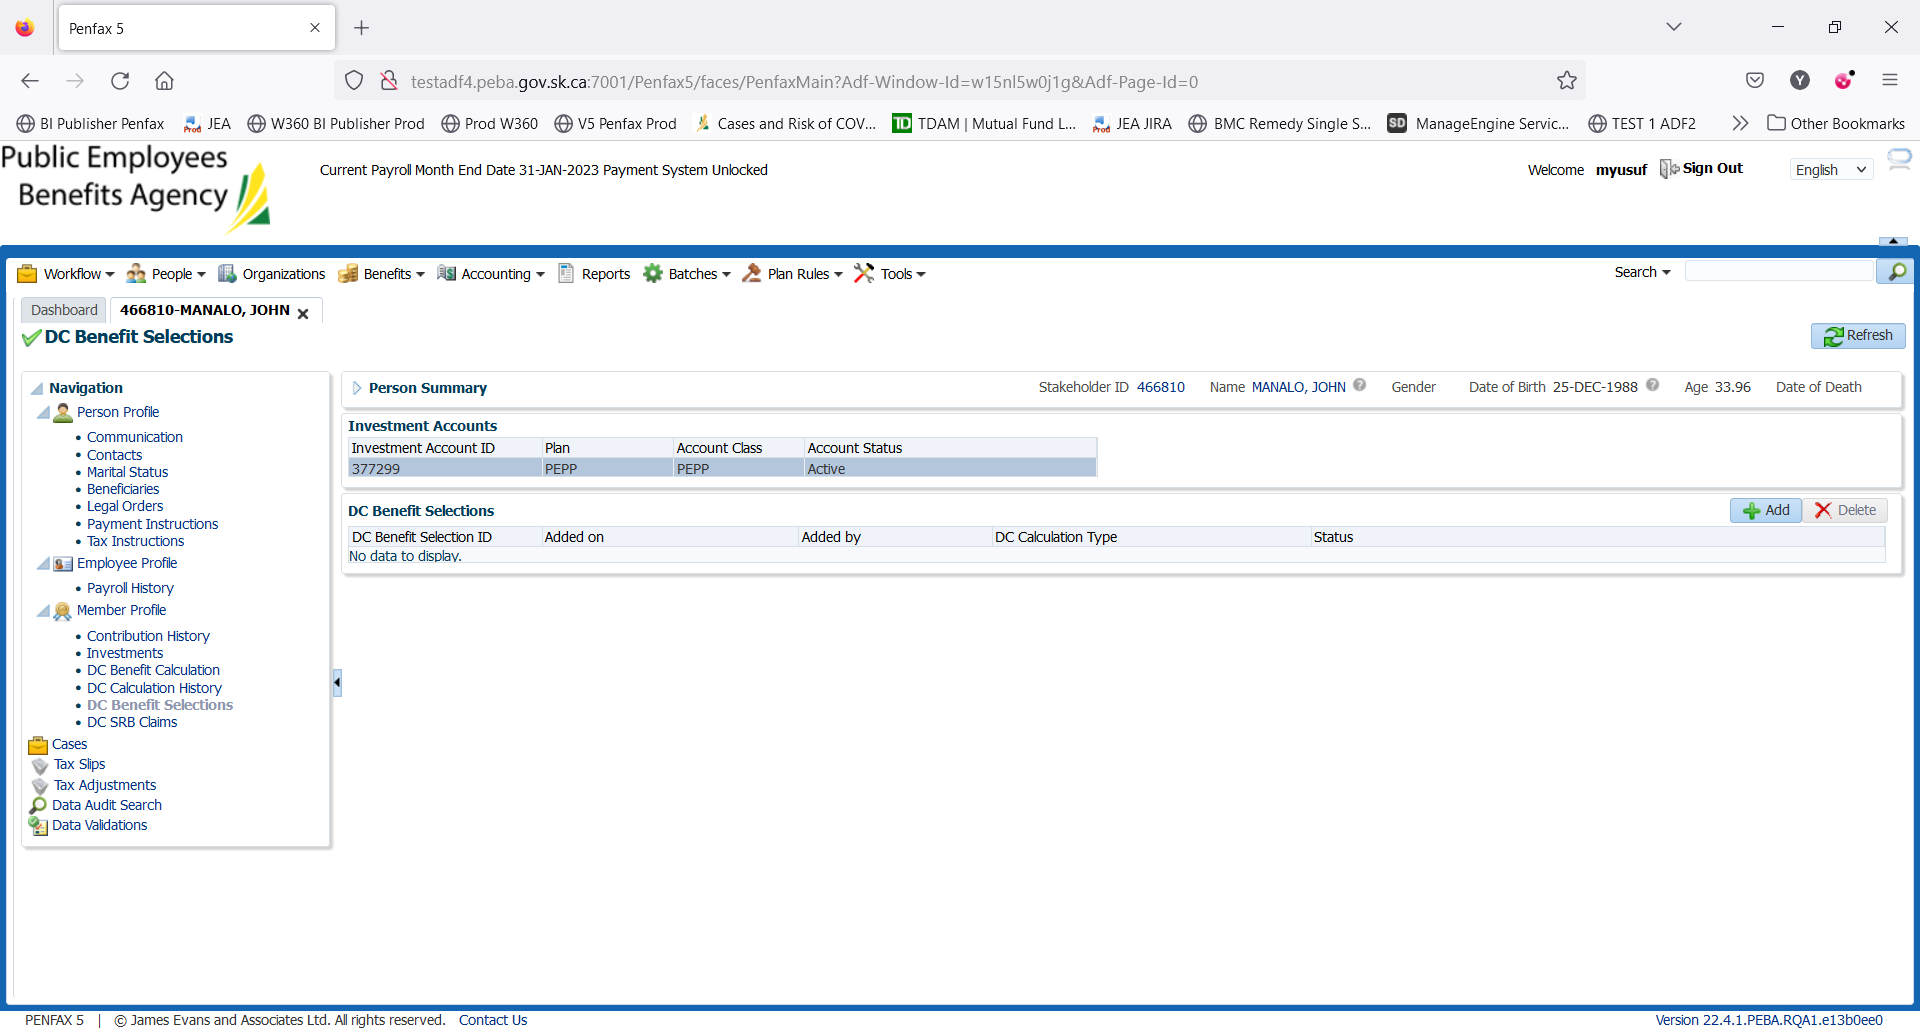 Penfax 5
testadf4.peba.gov.sk.ca:7001/Penfax5/faces/PenfaxMain?Adf-Window-Id=w15nl5w0j1g&Adf-Page-Id=0
Y
BI Publisher Penfax JEA W360 BI Publisher Prod Prod W360 V5 Penfax Prod Cases and Risk of COV... TD TDAM | Mutual Fund L... JEA JIRA BMC Remedy Single S... SD ManageEngine Servic... TEST 1 ADF2 Other Bookmarks
Public Employees
Benefits Agency
Current Payroll Month End Date 31-JAN-2023 Payment System Unlocked
Welcome myusuf Sign Out English
Workflow People Organizations Benefits Accounting Reports Batches Plan Rules Tools Search
Dashboard 466810-MANALO, JOHN
DC Benefit Selections
Refresh
Navigation
Person Profile
Communication
Contacts
Marital Status
Beneficiaries
Legal Orders
Payment Instructions
Tax Instructions
Employee Profile
Payroll History
Member Profile
Contribution History
Investments
DC Benefit Calculation
DC Calculation History
DC Benefit Selections
DC SRB Claims
Cases
Tax Slips
Tax Adjustments
Data Audit Search
Data Validations
Person Summary Stakeholder ID 466810 Name MANALO, JOHN Gender Date of Birth 25-DEC-1988 Age 33.96 Date of Death
Investment Accounts
Investment Account ID Plan Account Class Account Status
377299 PEPP PEPP Active
DC Benefit Selections Add Delete
DC Benefit Selection ID Added on Added by DC Calculation Type Status
No data to display.
PENFAX 5 | © James Evans and Associates Ltd. All rights reserved. Contact Us
Version 22.4.1.PEBA.RQA1.e13b0ee0